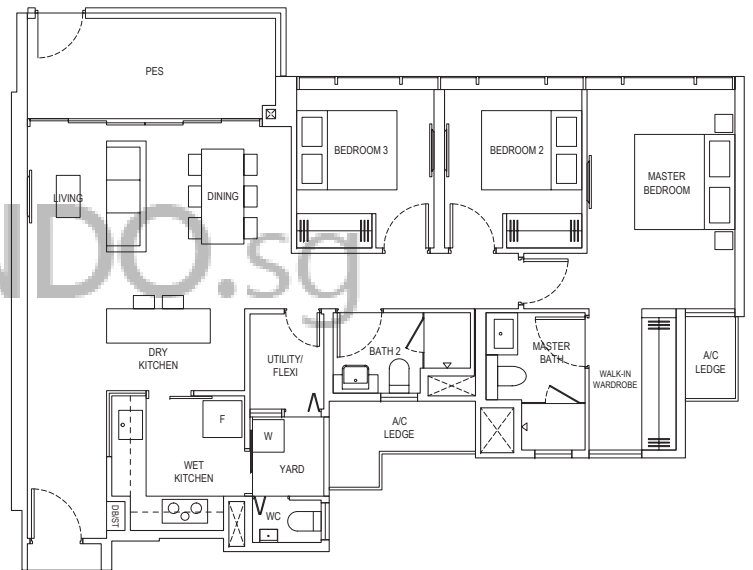 PES
BEDROOM 3
BEDROOM 2
MASTER
BEDROOM
LIVING
DINING
NDO.sg
DRY
KITCHEN
UTILITY/
FLEXI
BATH 2
MASTER
BATH
WALK-IN
WARDROBE
A/C
LEDGE
F
W
A/C
LEDGE
WET
KITCHEN
YARD
DB/ST
WC